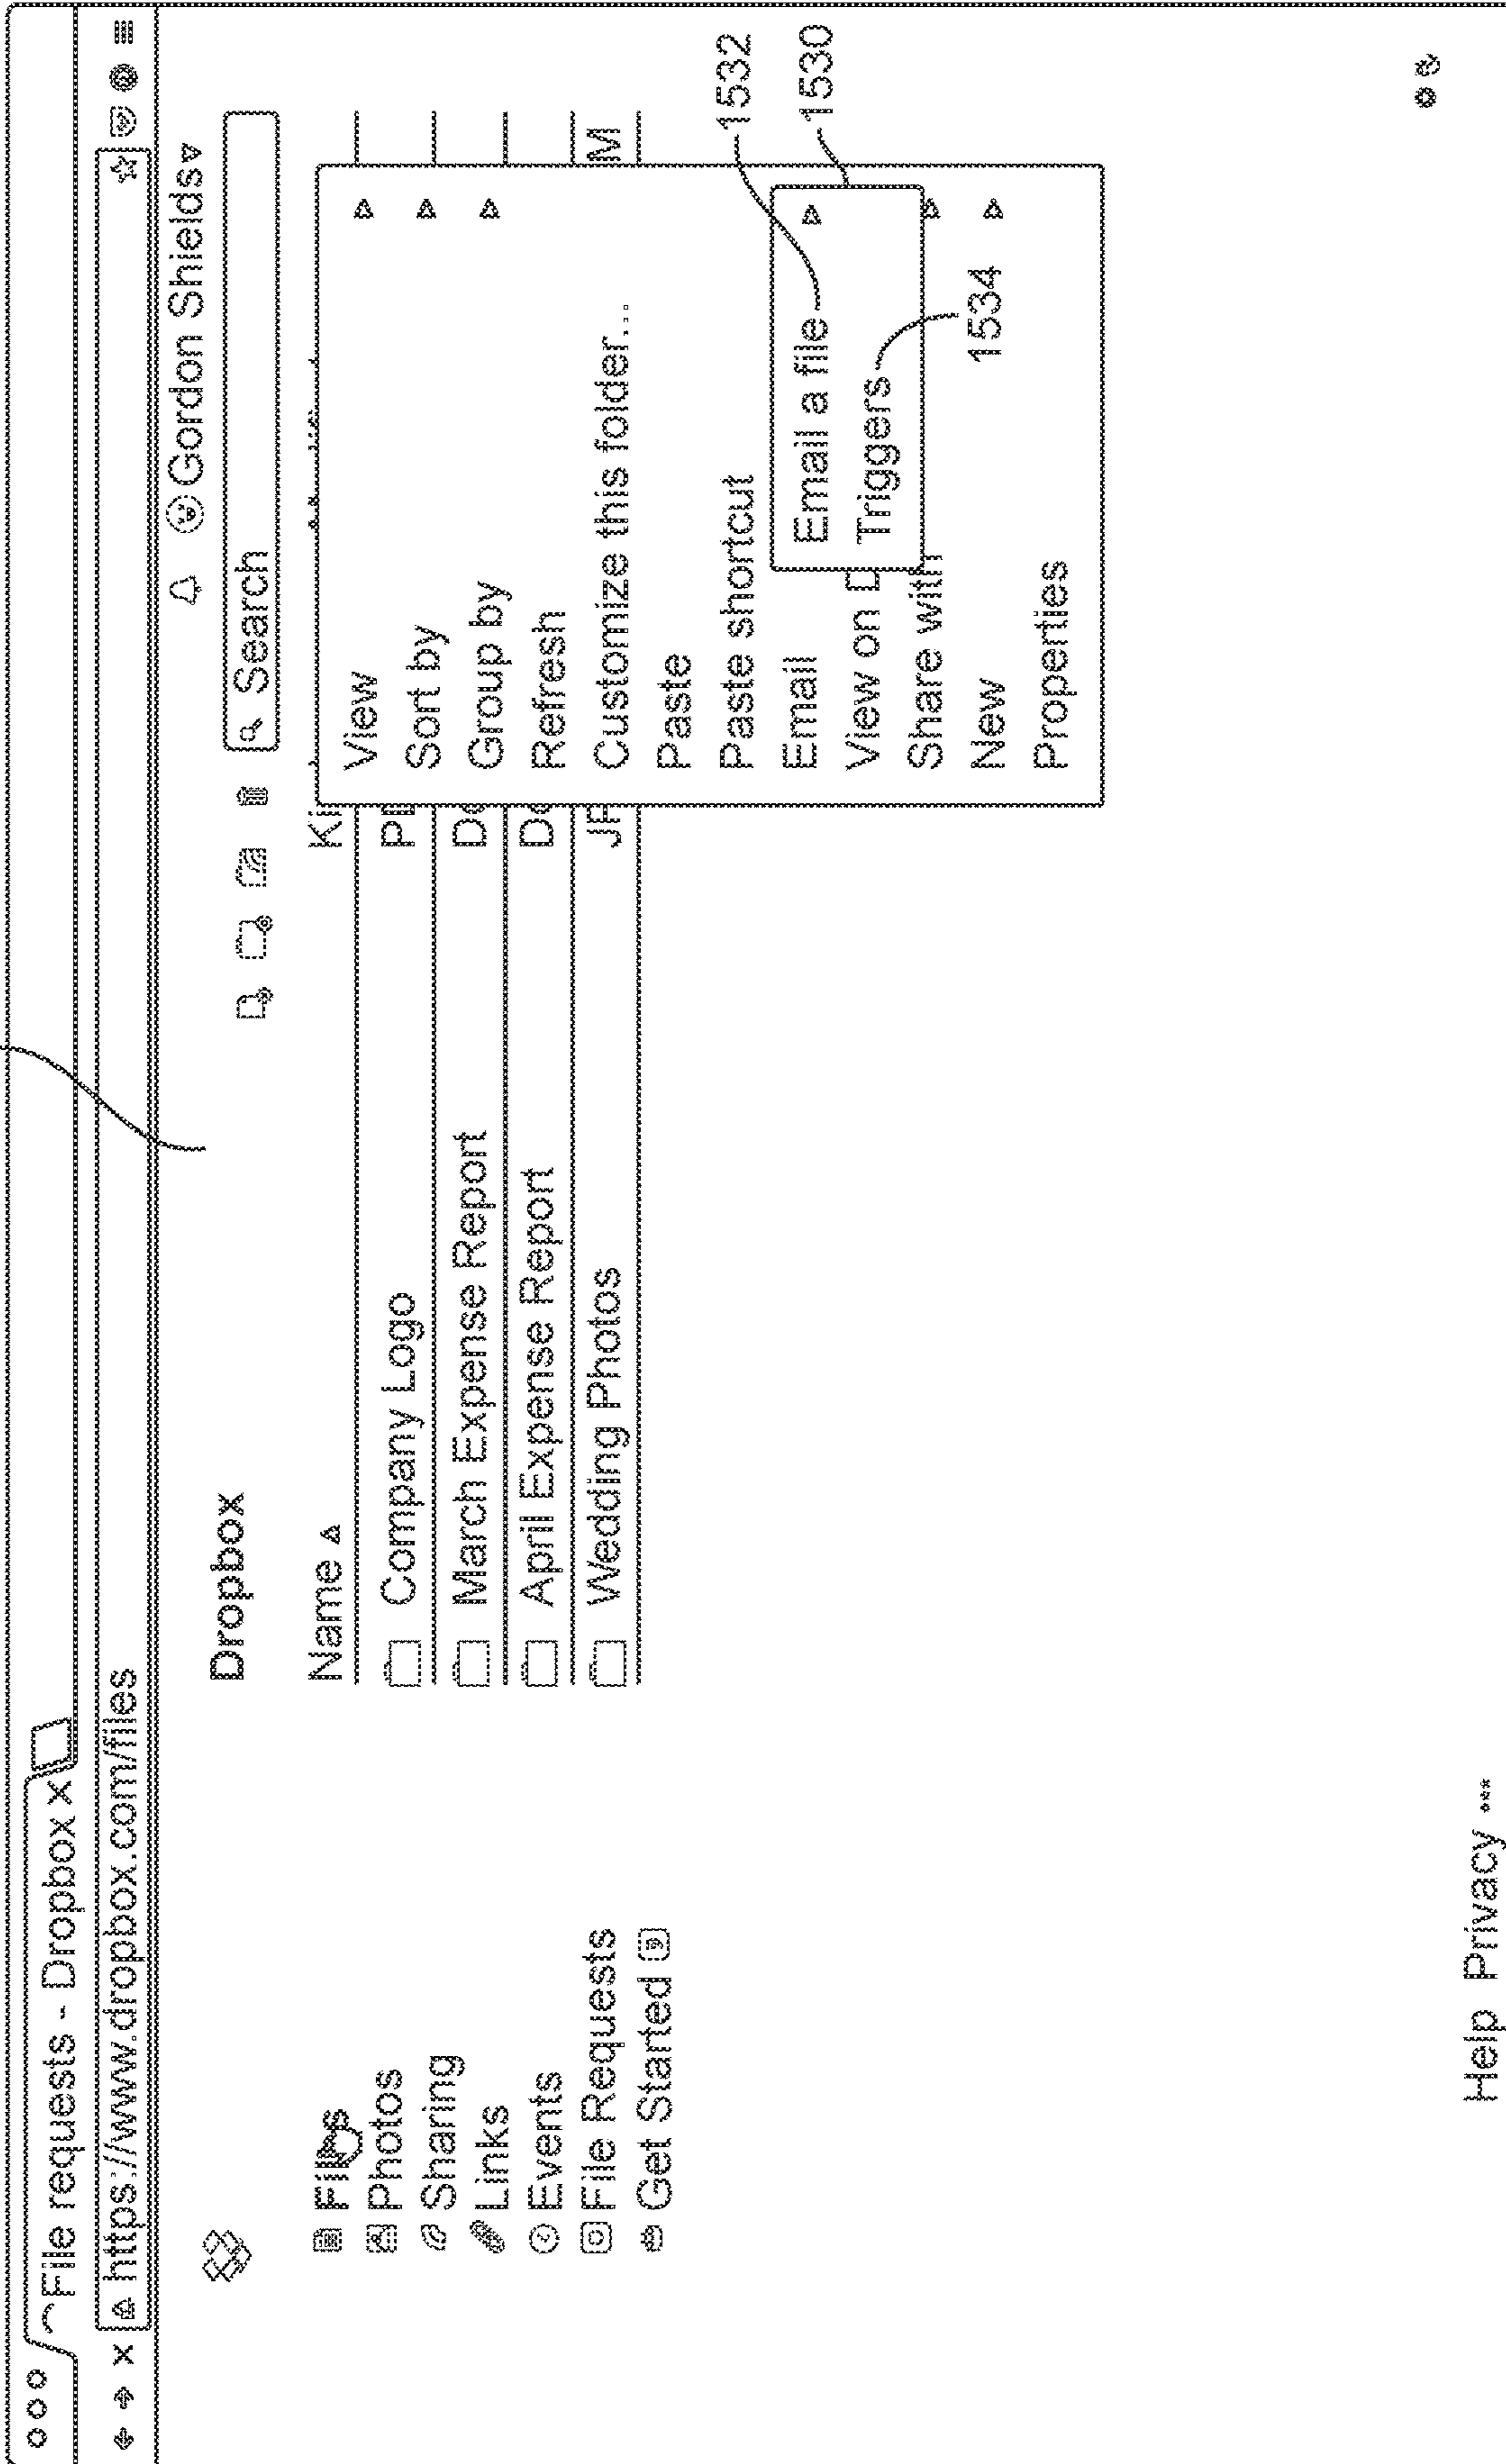 File requests - Dropbox x
https://www.dropbox.com/files
Gordon Shields
Dropbox
Search
Files
Photos
Sharing
Links
Events
File Requests
Get Started
Name
Company Logo
March Expense Report
April Expense Report
Wedding Photos
M
View
Sort by
Group by
Refresh
Customize this folder...
Paste
Paste shortcut
Email
View on
Share with
New
Properties
Email a file
Triggers
1532
1530
1534
Help Privacy